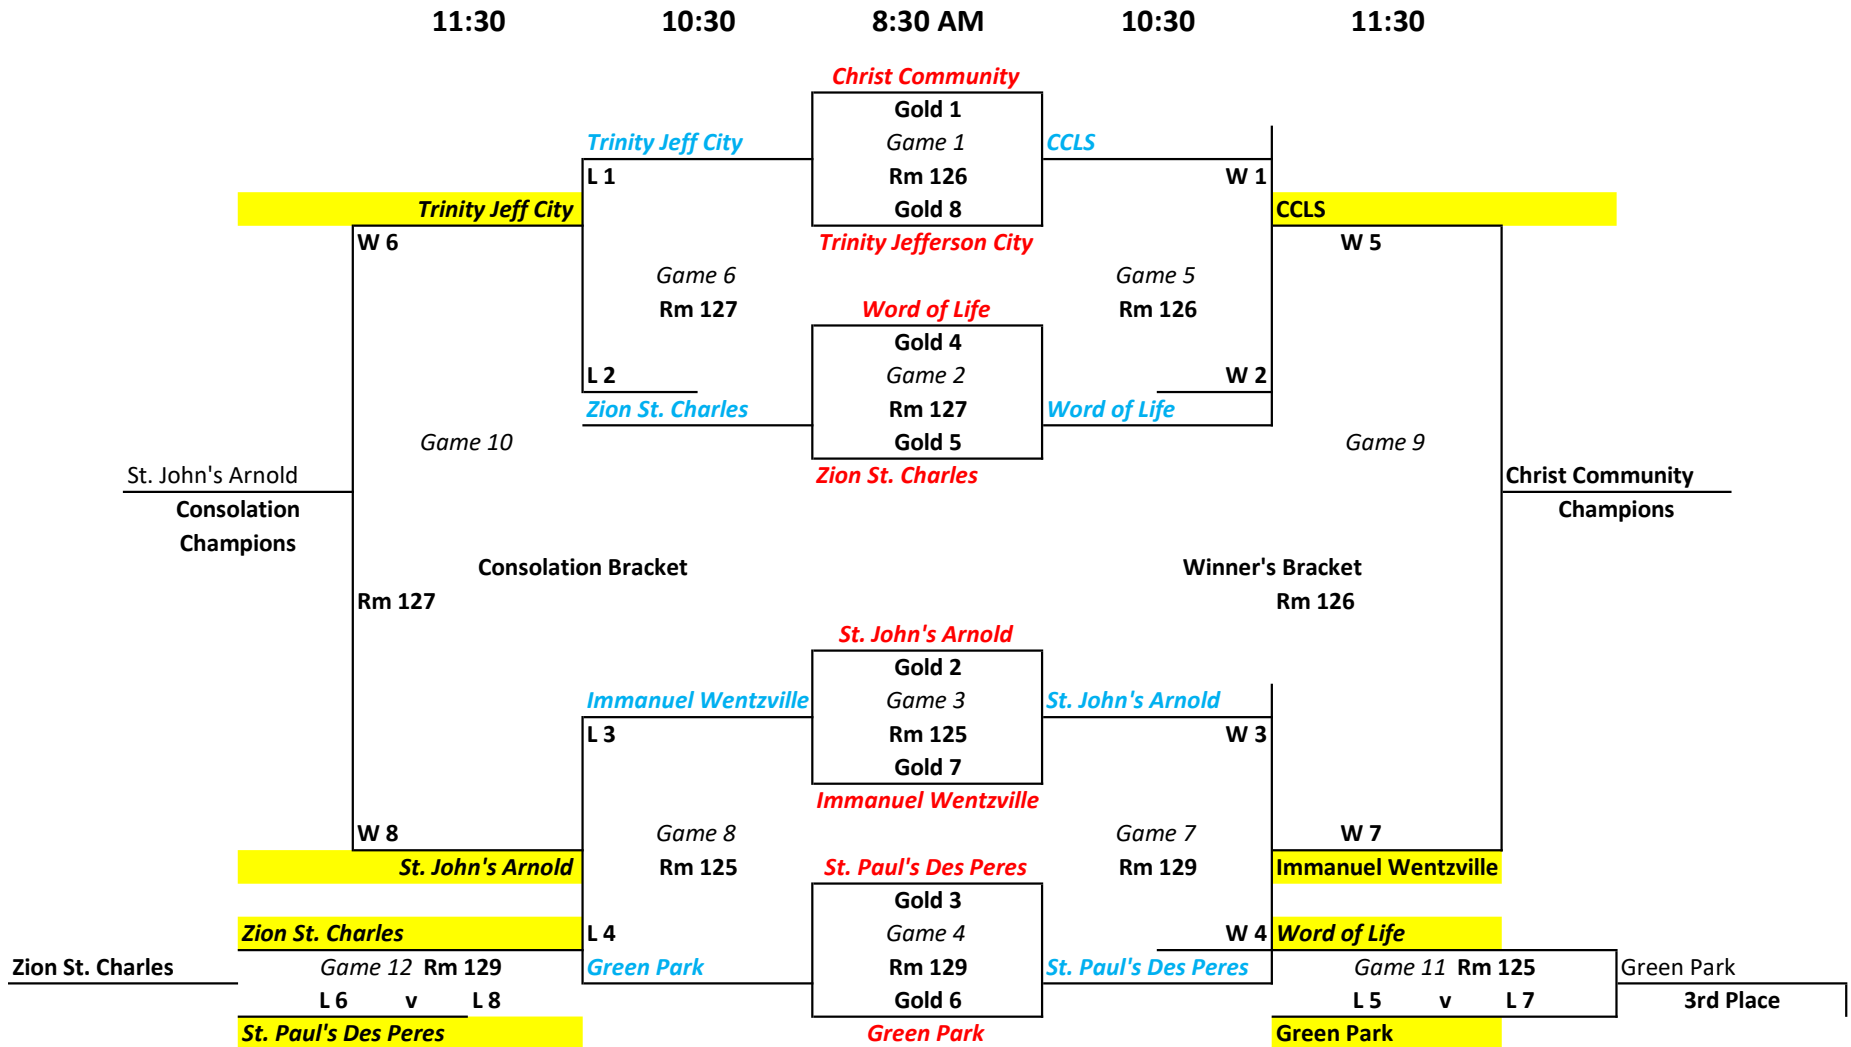 11:30 10:30 8:30 AM 10:30 11:30
Christ Community
Gold 1
Trinity Jeff City Game 1 CCLS
L 1 Rm 126 W 1
Trinity Jeff City Gold 8 CCLS
W 6 Trinity Jefferson City W 5
Game 6 Game 5
Rm 127 Word of Life Rm 126
Gold 4
L 2 Game 2 W 2
Zion St. Charles Rm 127 Word of Life
Game 10 Gold 5 Game 9
St. John's Arnold Zion St. Charles Christ Community
Consolation Champions
Champions
Consolation Bracket Winner's Bracket
Rm 127 Rm 126
St. John's Arnold
Gold 2
Immanuel Wentzville Game 3 St. John's Arnold
L 3 Rm 125 W 3
Gold 7
Immanuel Wentzville
W 8 Game 8 Game 7 W 7
St. John's Arnold Rm 125 St. Paul's Des Peres Rm 129 Immanuel Wentzville
Gold 3
Zion St. Charles L 4 Game 4 W 4 Word of Life
Zion St. Charles Game 12 Rm 129 Green Park Rm 129 St. Paul's Des Peres Game 11 Rm 125 Green Park
L 6 v L 8 Gold 6 L 5 v L 7 3rd Place
St. Paul's Des Peres Green Park Green Park